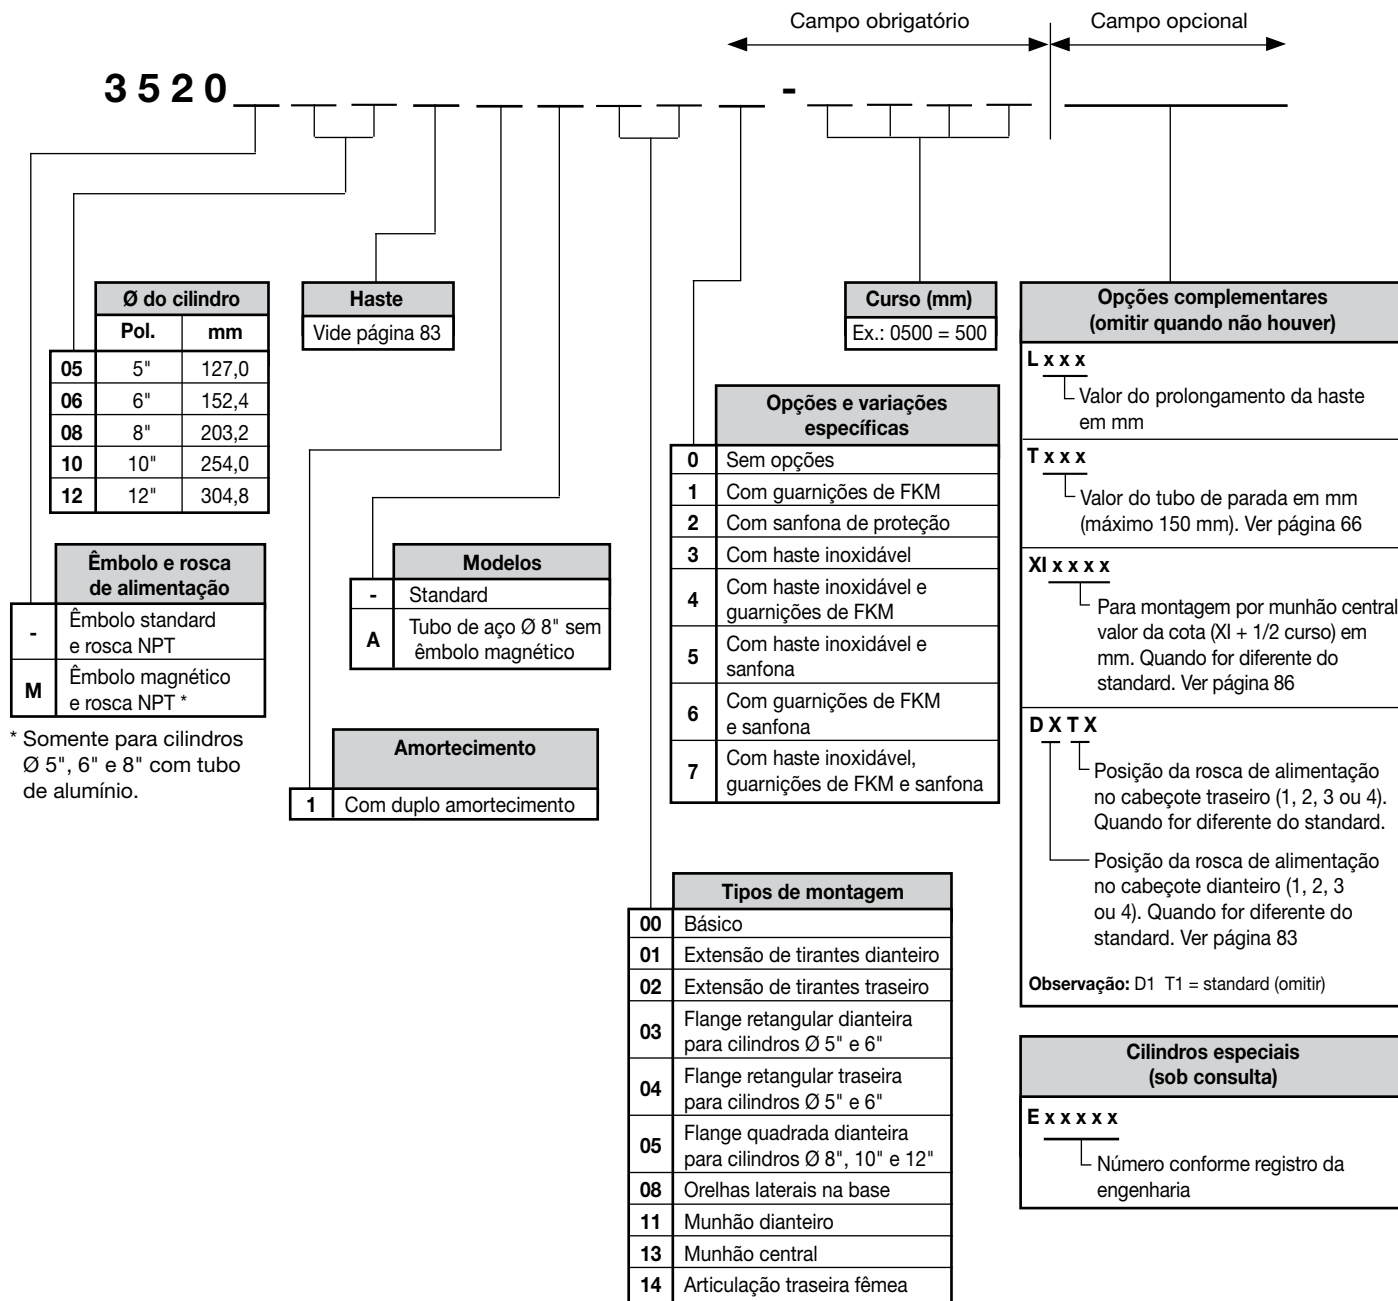 Campo obrigatório
Campo opcional
3520
-
Ø do cilindro
Pol. mm
05 5" 127,0
06 6" 152,4
08 8" 203,2
10 10" 254,0
12 12" 304,8
Haste
Vide página 83
Curso (mm)
Ex.: 0500 = 500
Êmbolo e rosca
de alimentação
- Êmbolo standard
e rosca NPT
M Êmbolo magnético
e rosca NPT *
* Somente para cilindros
Ø 5", 6" e 8" com tubo
de alumínio.
Modelos
- Standard
A Tubo de aço Ø 8" sem
êmbolo magnético
Amortecimento
1 Com duplo amortecimento
Opções e variações
específicas
0 Sem opções
1 Com guarnições de FKM
2 Com sanfona de proteção
3 Com haste inoxidável
4 Com haste inoxidável e
guarnições de FKM
5 Com haste inoxidável e
sanfona
6 Com guarnições de FKM
e sanfona
7 Com haste inoxidável,
guarnições de FKM e sanfona
Tipos de montagem
00 Básico
01 Extensão de tirantes dianteiro
02 Extensão de tirantes traseiro
03 Flange retangular dianteira
para cilindros Ø 5" e 6"
04 Flange retangular traseira
para cilindros Ø 5" e 6"
05 Flange quadrada dianteira
para cilindros Ø 8", 10" e 12"
08 Orelhas laterais na base
11 Munhão dianteiro
13 Munhão central
14 Articulação traseira fêmea
Opções complementares
(omitir quando não houver)
L x x x
Valor do prolongamento da haste
em mm
T x x x
Valor do tubo de parada em mm
(máximo 150 mm). Ver página 66
XI x x x x
Para montagem por munhão central
valor da cota (XI + 1/2 curso) em
mm. Quando for diferente do
standard. Ver página 86
D X T X
Posição da rosca de alimentação
no cabeçote traseiro (1, 2, 3 ou 4).
Quando for diferente do standard.
Posição da rosca de alimentação
no cabeçote dianteiro (1, 2, 3
ou 4). Quando for diferente do
standard. Ver página 83
Observação: D1 T1 = standard (omitir)
Cilindros especiais
(sob consulta)
E x x x x x
Número conforme registro da
engenharia